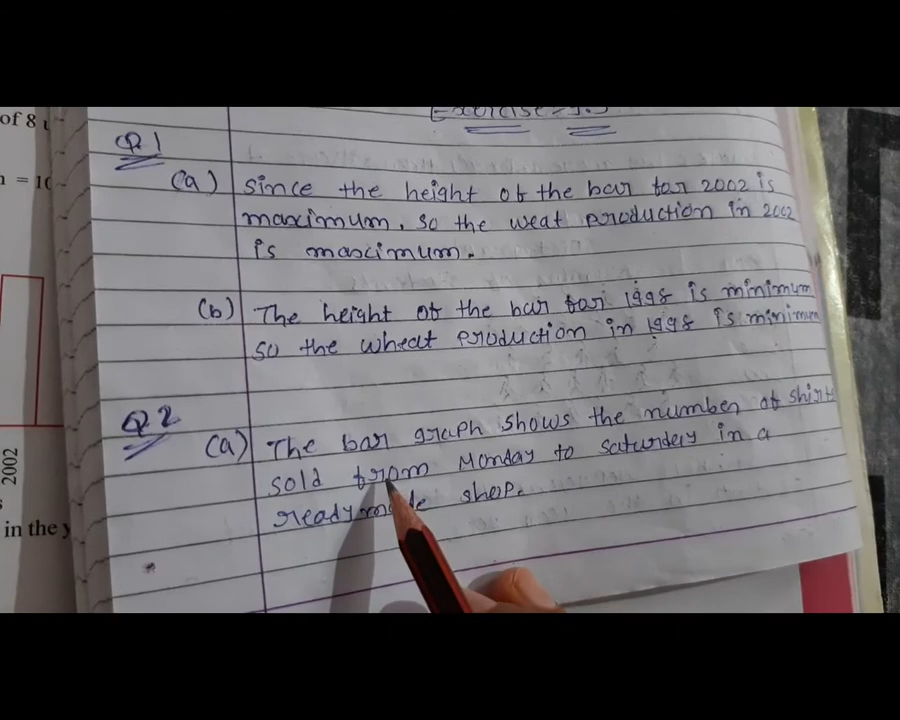 of 8
= 10
2002
in the y
Q1
(a) Since the height of the bar for 2002 is
maximum. so the weat production in 2002
is maximum.
(b) The height of the bar for 1998 is minimum
so the wheat production in 1998 is minimum
Q2
(a) The bar graph shows the number of shirts
sold from Monday to saturday in a
readymade shop.